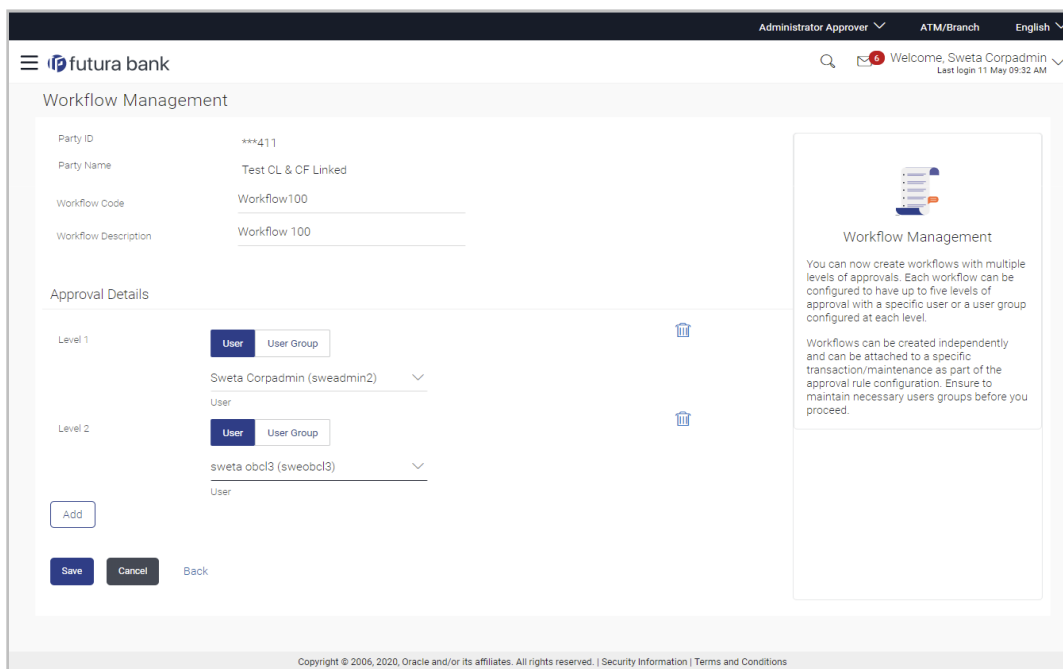 Administrator Approver ATM/Branch English
futura bank
6 Welcome, Sweta Corpadmin
Last login 11 May 09:32 AM
Workflow Management
Party ID ***411
Party Name Test CL & CF Linked
Workflow Code Workflow100
Workflow Description Workflow 100
Approval Details
Level 1 User User Group
Sweta Corpadmin (sweadmin2)
User
Level 2 User User Group
sweta obcl3 (sweobcl3)
User
Add
Save Cancel Back
Workflow Management
You can now create workflows with multiple
levels of approvals. Each workflow can be
configured to have up to five levels of
approval with a specific user or a user group
configured at each level.
Workflows can be created independently
and can be attached to a specific
transaction/maintenance as part of the
approval rule configuration. Ensure to
maintain necessary users groups before you
proceed.
Copyright © 2006, 2020, Oracle and/or its affiliates. All rights reserved. | Security Information | Terms and Conditions